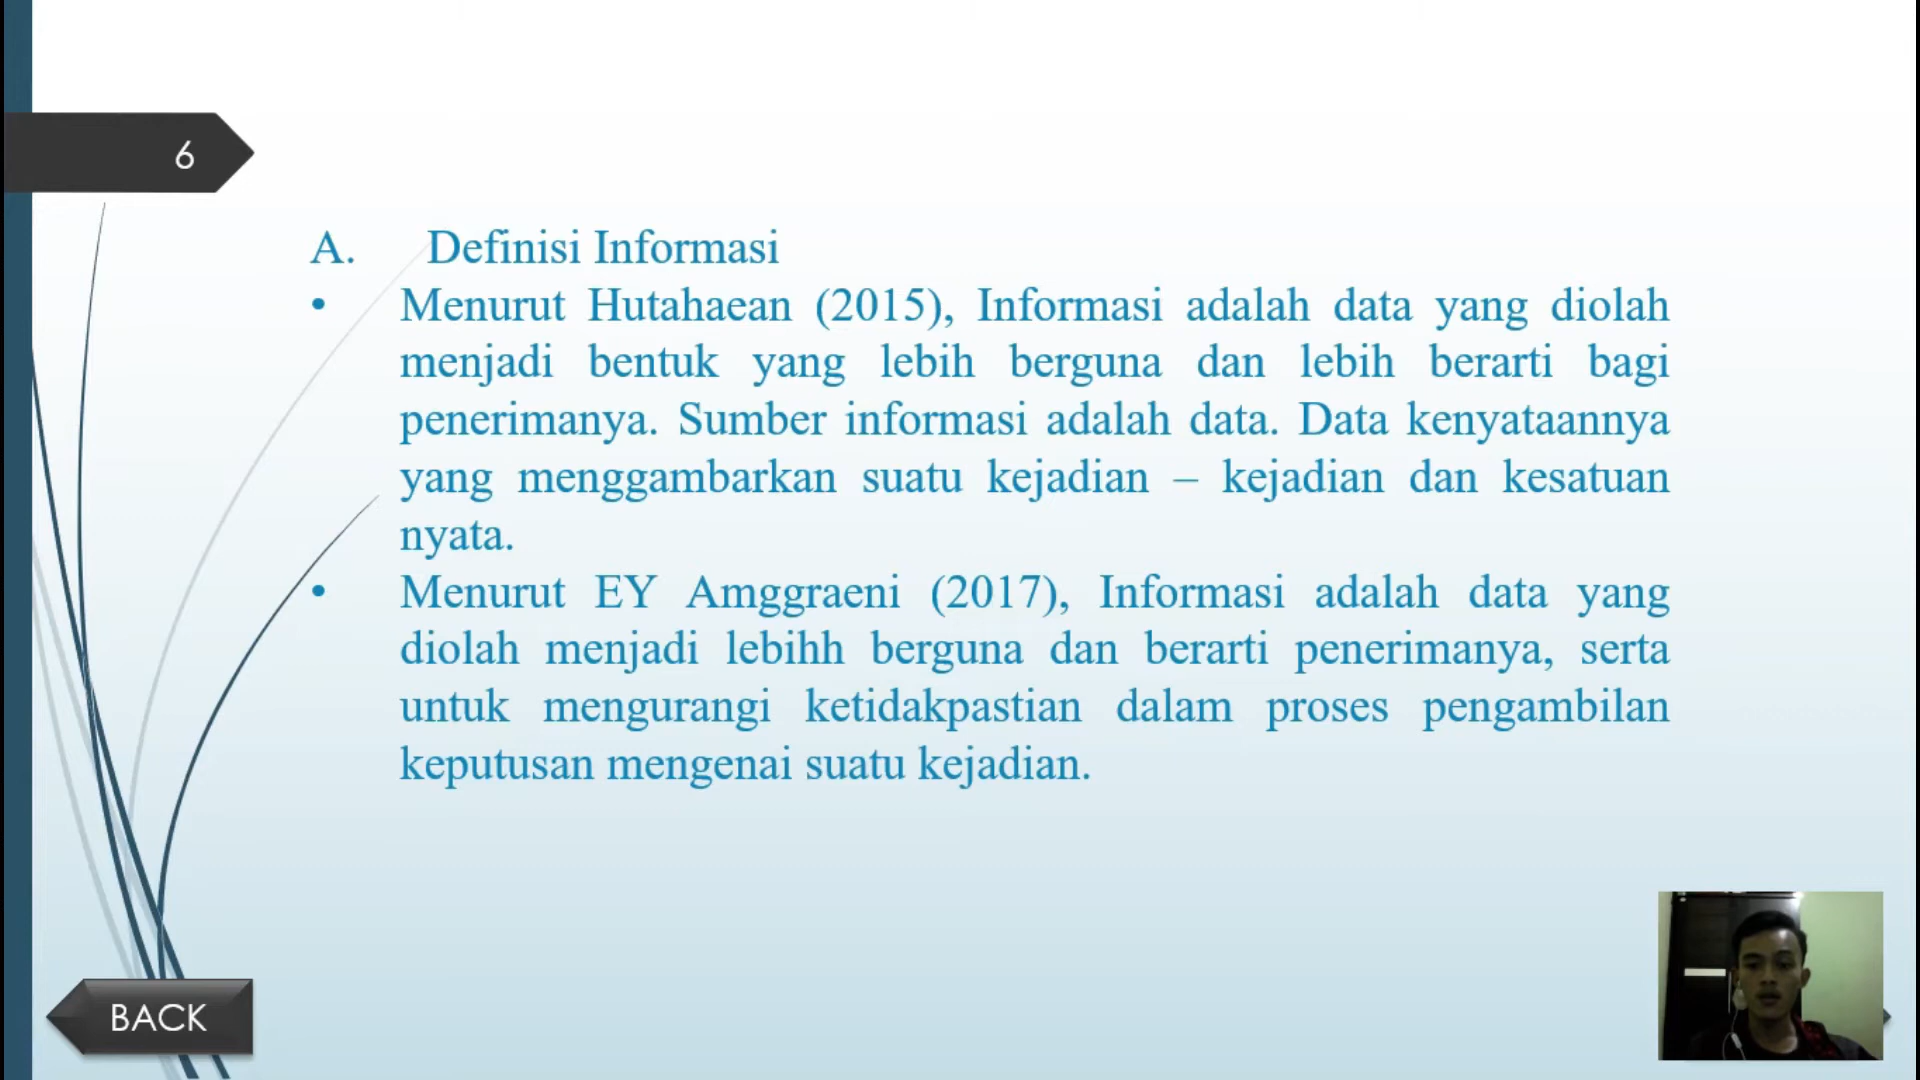 6
A. Definisi Informasi
• Menurut Hutahaean (2015), Informasi adalah data yang diolah
menjadi bentuk yang lebih berguna dan lebih berarti bagi
penerimanya. Sumber informasi adalah data. Data kenyataannya
yang menggambarkan suatu kejadian – kejadian dan kesatuan
nyata.
• Menurut EY Amggraeni (2017), Informasi adalah data yang
diolah menjadi lebihh berguna dan berarti penerimanya, serta
untuk mengurangi ketidakpastian dalam proses pengambilan
keputusan mengenai suatu kejadian.
BACK